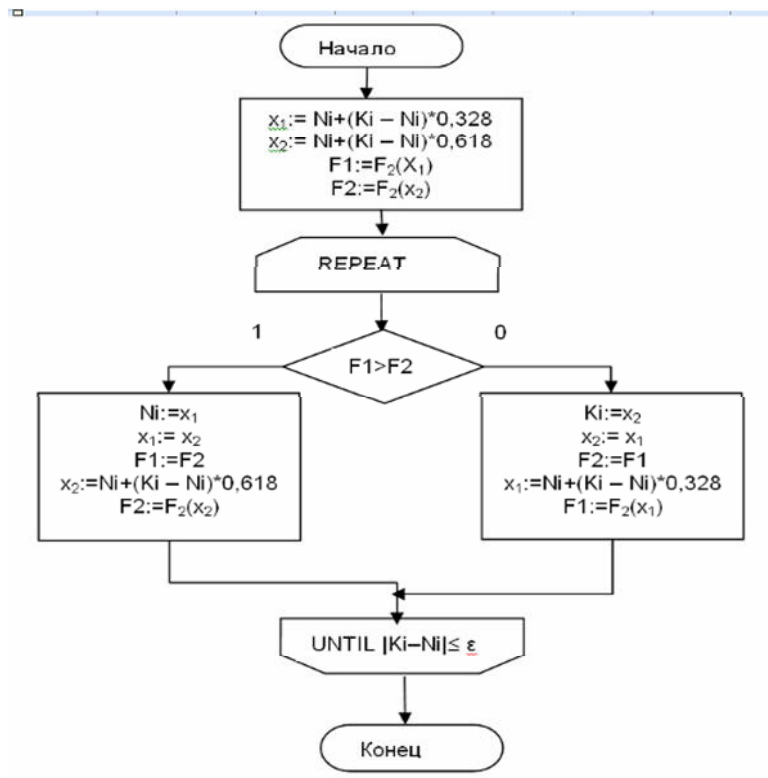 Начало
x₁:= Ni+(Ki – Ni)*0,328
x₂:= Ni+(Ki – Ni)*0,618
F1:=F₂(X₁)
F2:=F₂(x₂)
REPEAT
1
0
F1>F2
Ni:=x₁
x₁:= x₂
F1:=F2
x₂:=Ni+(Ki – Ni)*0,618
F2:=F₂(x₂)
Ki:=x₂
x₂:= x₁
F2:=F1
x₁:=Ni+(Ki – Ni)*0,328
F1:=F₂(x₁)
UNTIL |Ki–Ni|≤ ε
Конец